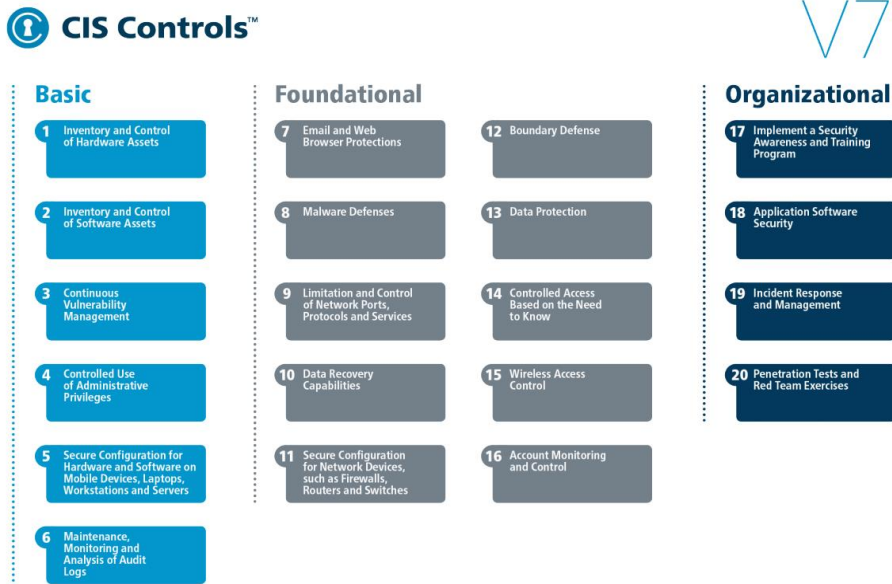 CIS Controls™
V7
Basic
1 Inventory and Control
of Hardware Assets
2 Inventory and Control
of Software Assets
3 Continuous
Vulnerability
Management
4 Controlled Use
of Administrative
Privileges
5 Secure Configuration for
Hardware and Software on
Mobile Devices, Laptops,
Workstations and Servers
6 Maintenance,
Monitoring and
Analysis of Audit
Logs
Foundational
7 Email and Web
Browser Protections
8 Malware Defenses
9 Limitation and Control
of Network Ports,
Protocols and Services
10 Data Recovery
Capabilities
11 Secure Configuration
for Network Devices,
such as Firewalls,
Routers and Switches
12 Boundary Defense
13 Data Protection
14 Controlled Access
Based on the Need
to Know
15 Wireless Access
Control
16 Account Monitoring
and Control
Organizational
17 Implement a Security
Awareness and Training
Program
18 Application Software
Security
19 Incident Response
and Management
20 Penetration Tests and
Red Team Exercises